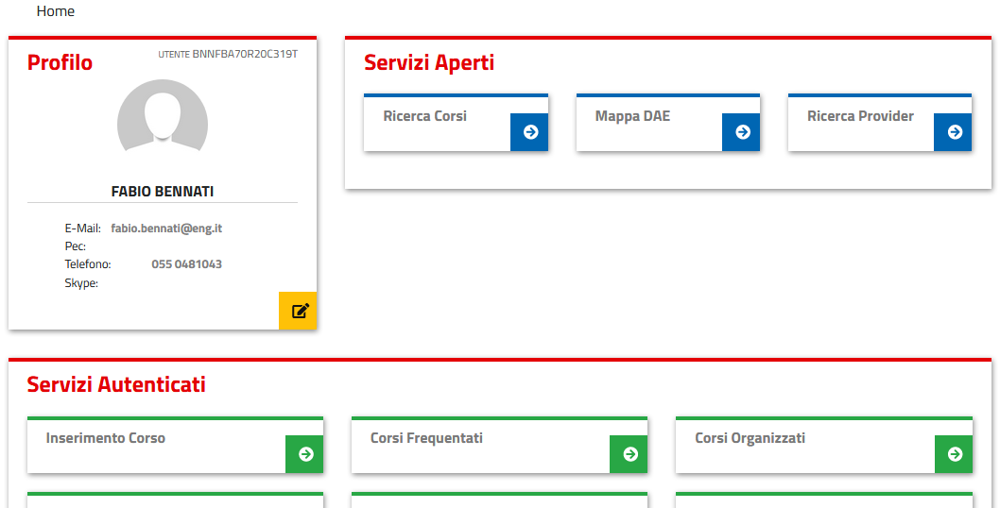 Home
Profilo
UTENTE BNNFBA70R20C319T
FABIO BENNATI
E-Mail: fabio.bennati@eng.it
Pec:
Telefono: 055 0481043
Skype:
Servizi Aperti
Ricerca Corsi
Mappa DAE
Ricerca Provider
Servizi Autenticati
Inserimento Corso
Corsi Frequentati
Corsi Organizzati